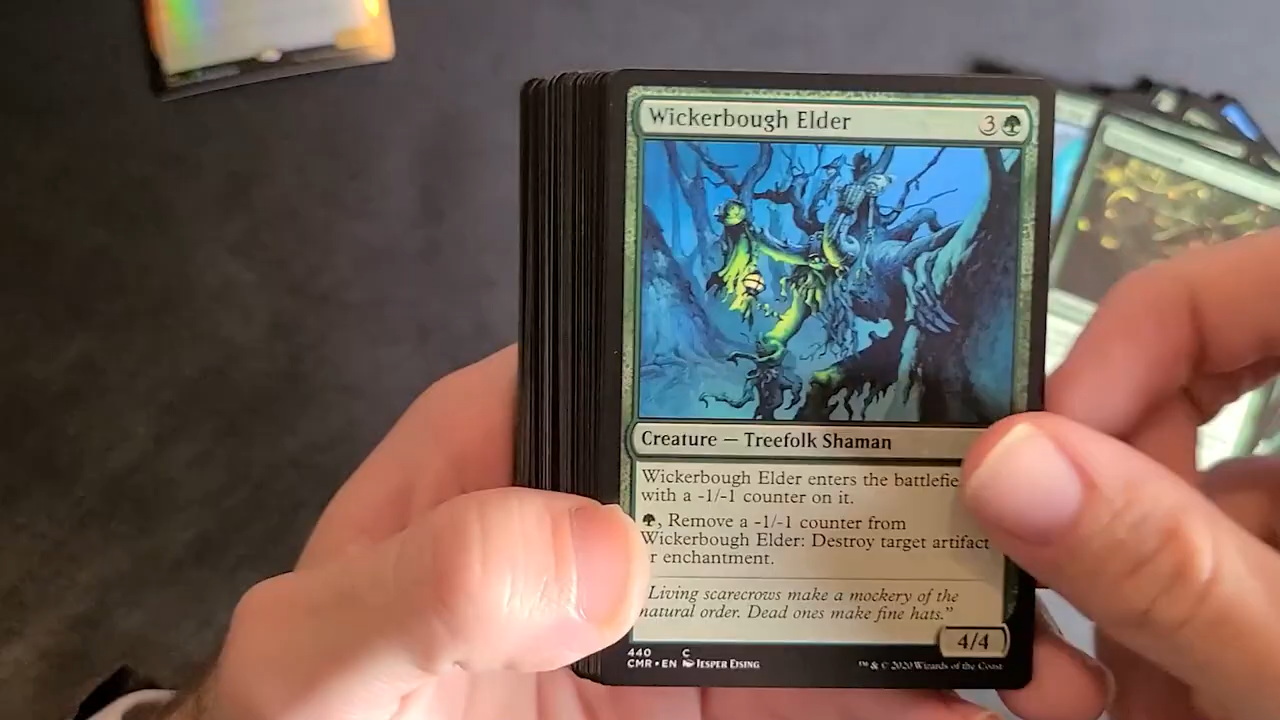 Wickerbough Elder 3
Creature — Treefolk Shaman
Wickerbough Elder enters the
with a -1/-1 counter on it.
, Remove a -1/-1 counter from
Wickerbough Elder: Destroy target artifact
enchantment.
Living scarecrows make a mockery of the
natural order. Dead ones make fine hats."
4/4
440 C
CMR • EN Jesper Ejsing
™ & © 2020 Wizards of the Coast